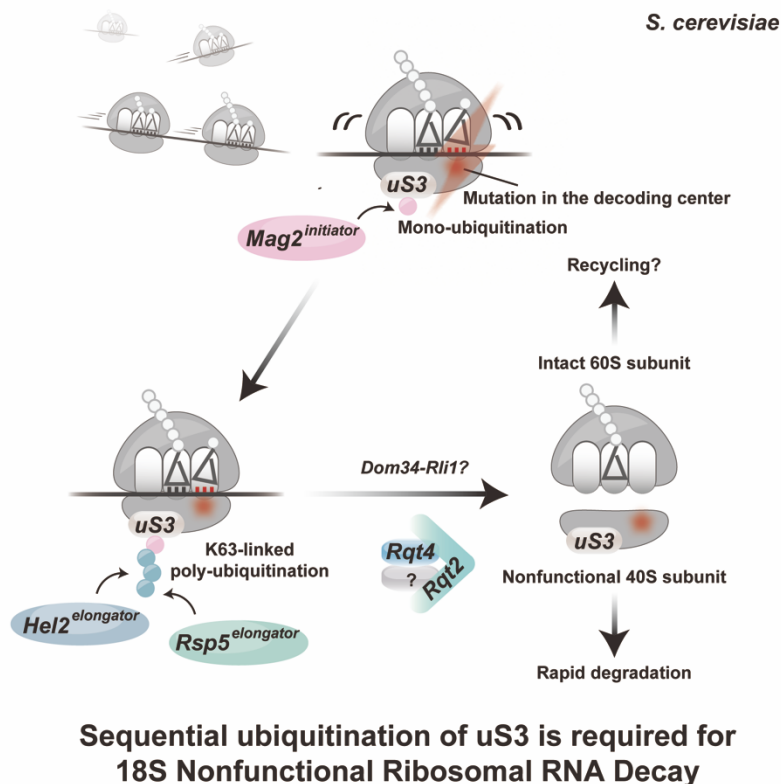 S. cerevisiae
uS3
Mutation in the decoding center
Mag2initiator
Mono-ubiquitination
Recycling?
Intact 60S subunit
Dom34-Rli1?
uS3
K63-linked
poly-ubiquitination
Rqt4
?
Rqt2
uS3
Nonfunctional 40S subunit
Hel2elongator
Rsp5elongator
Rapid degradation
Sequential ubiquitination of uS3 is required for
18S Nonfunctional Ribosomal RNA Decay